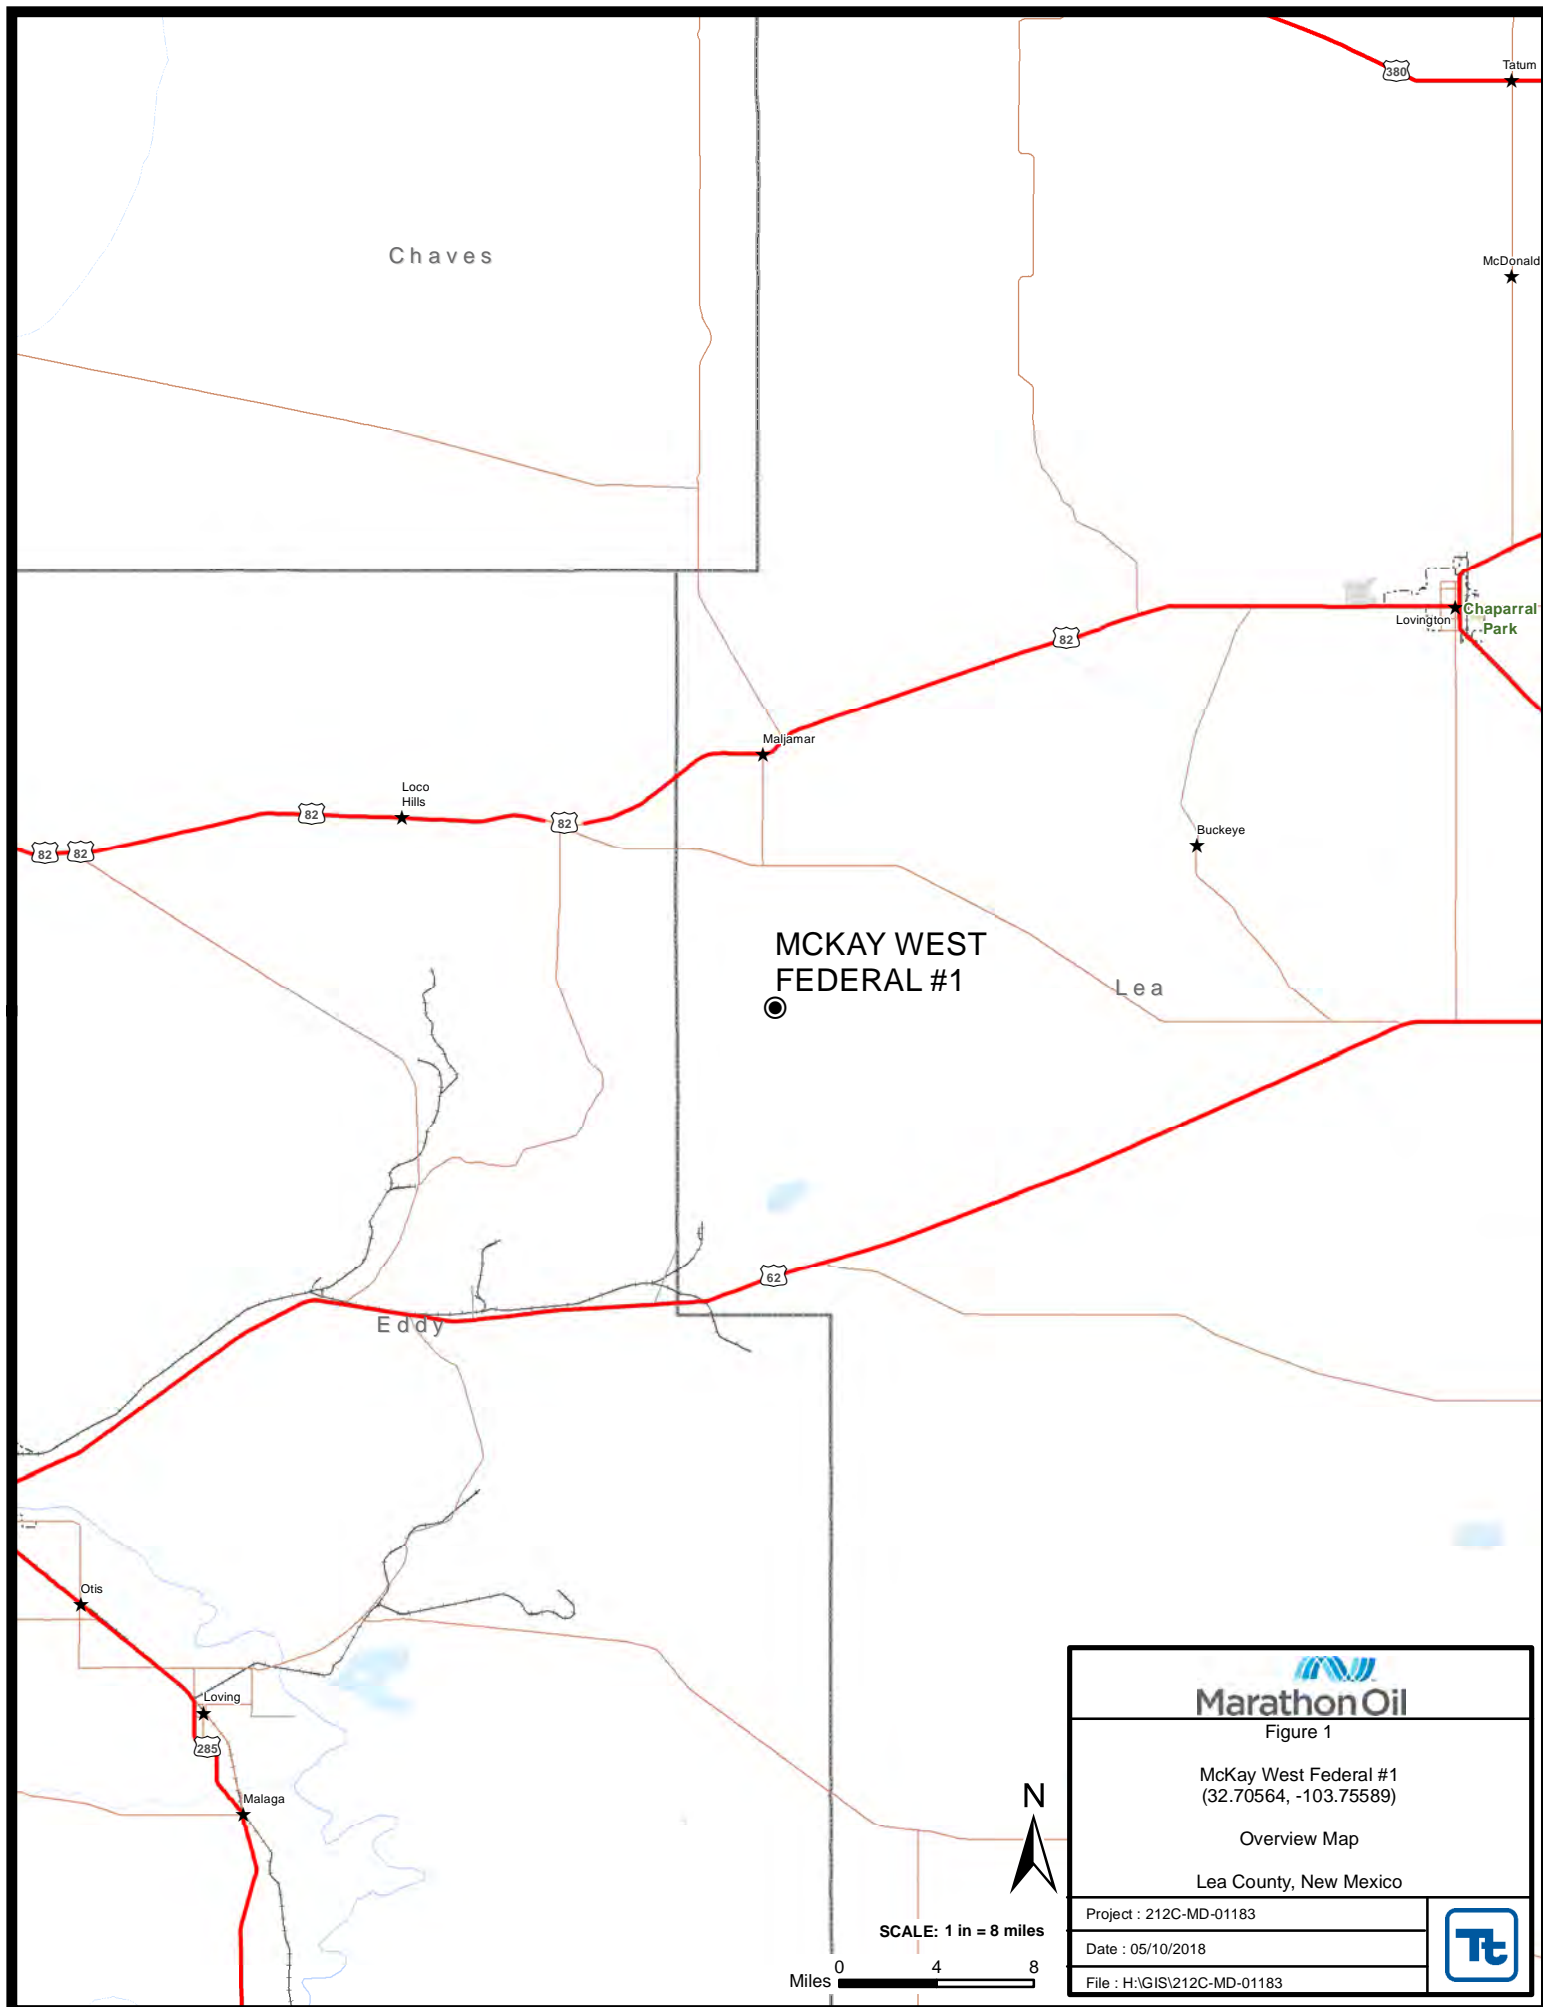 380
Tatum
Chaves
McDonald
Chaparral
Park
Lovington
82
Maljamar
Loco
Hills
82
82
82
82
Buckeye
MCKAY WEST
FEDERAL #1
Lea
62
Eddy
Otis
Loving
285
Malaga
N
SCALE: 1 in = 8 miles
0 4 8
Miles
Marathon Oil
Figure 1
McKay West Federal #1
(32.70564, -103.75589)
Overview Map
Lea County, New Mexico
Project : 212C-MD-01183
Date : 05/10/2018
File : H:\GIS\212C-MD-01183
Tt